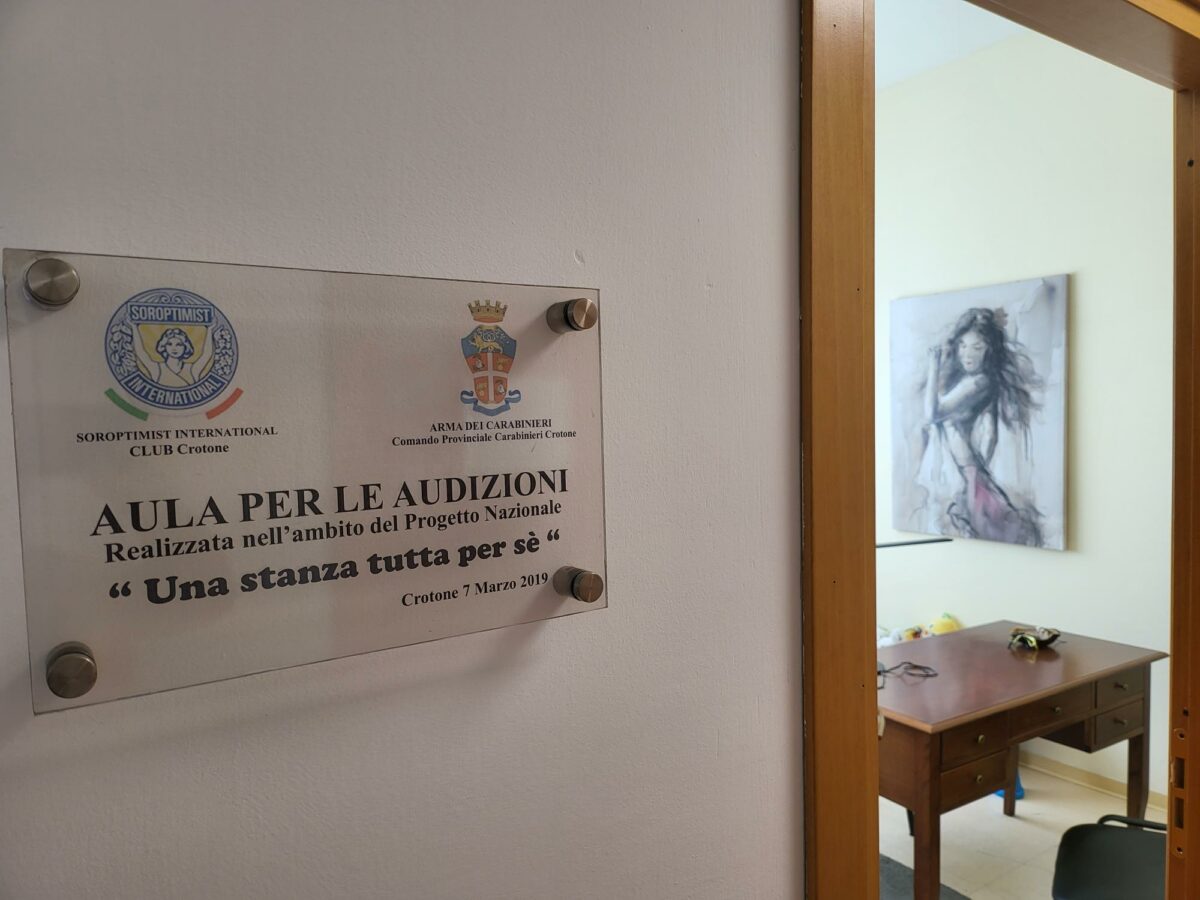 SOROPTIMIST
INTERNATIONAL
SOROPTIMIST INTERNATIONAL
CLUB Crotone
ARMA DEI CARABINIERI
Comando Provinciale Carabinieri Crotone
AULA PER LE AUDIZIONI
Realizzata nell’ambito del Progetto Nazionale
“ Una stanza tutta per sè “
Crotone 7 Marzo 2019